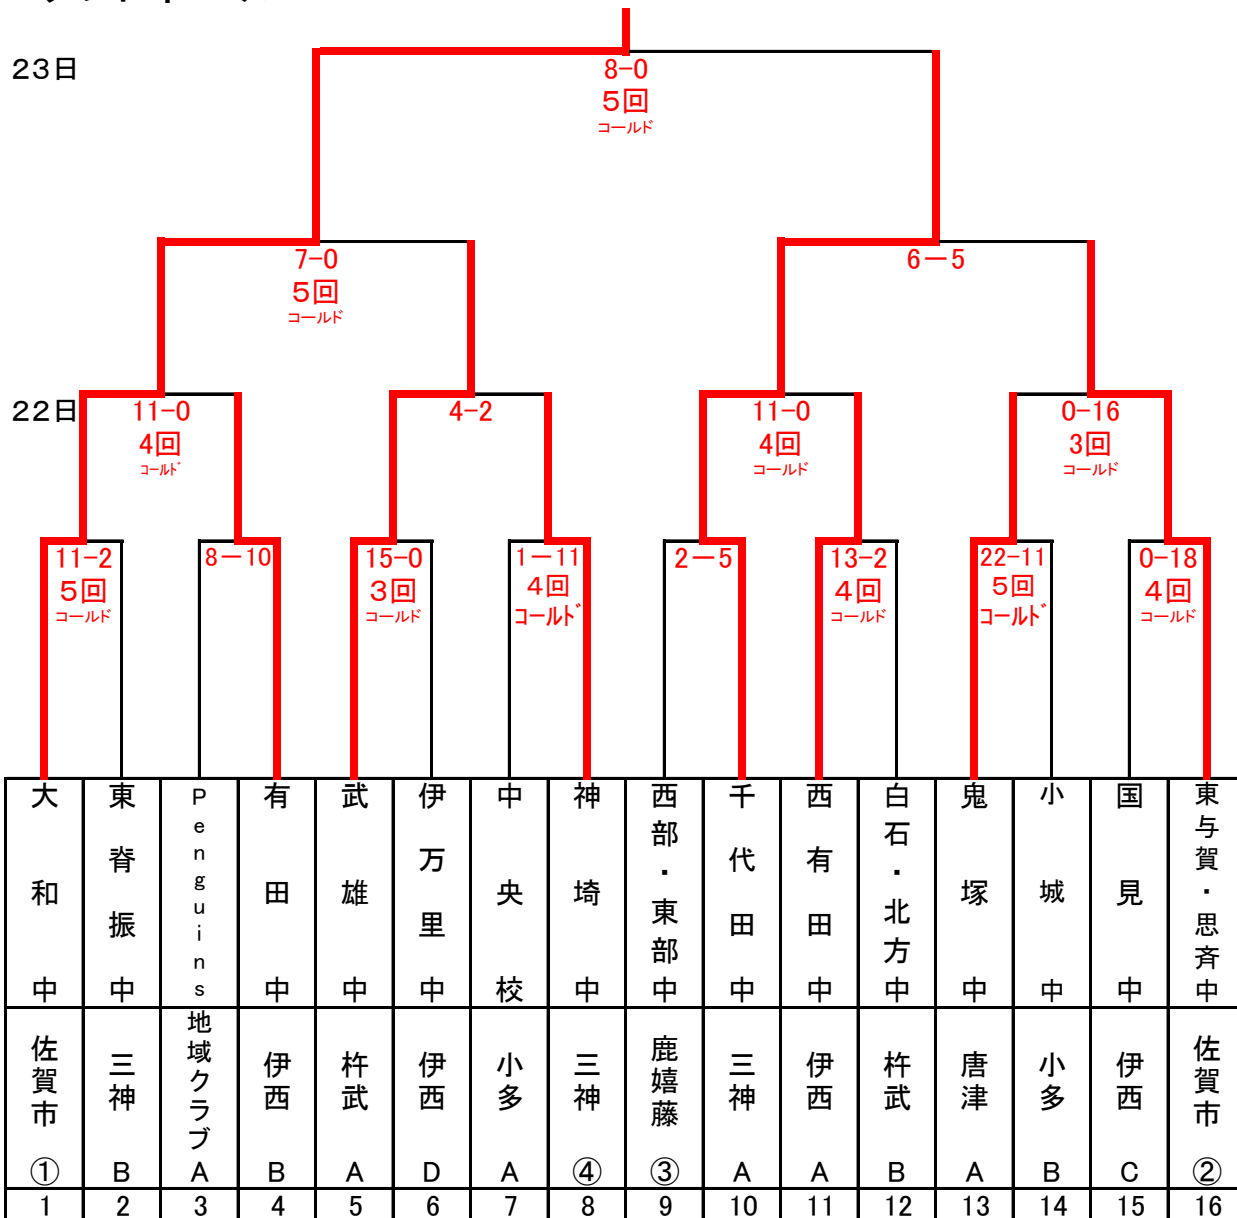 23日
8-0
5回
コールド
7-0
5回
コールド
6-5
22日
11-0
4回
コールド
4-2
11-0
4回
コールド
0-16
3回
コールド
11-2
5回
コールド
8-10
15-0
3回
コールド
1-11
4回
コールド
2-5
13-2
4回
コールド
22-11
5回
コールド
0-18
4回
コールド
大和中
東脊振中
Penguins
有田中
武雄中
伊万里中
中央校
神埼中
西部・東部中
千代田中
西有田中
白石・北方中
鬼塚中
小城中
国見中
東与賀・思斉中
佐賀市①
三神B
地域クラブA
伊西B
杵武A
伊西D
小多A
三神④
鹿嬉藤③
三神A
伊西A
杵武B
唐津A
小多B
伊西C
佐賀市②
1 2 3 4 5 6 7 8 9 10 11 12 13 14 15 16